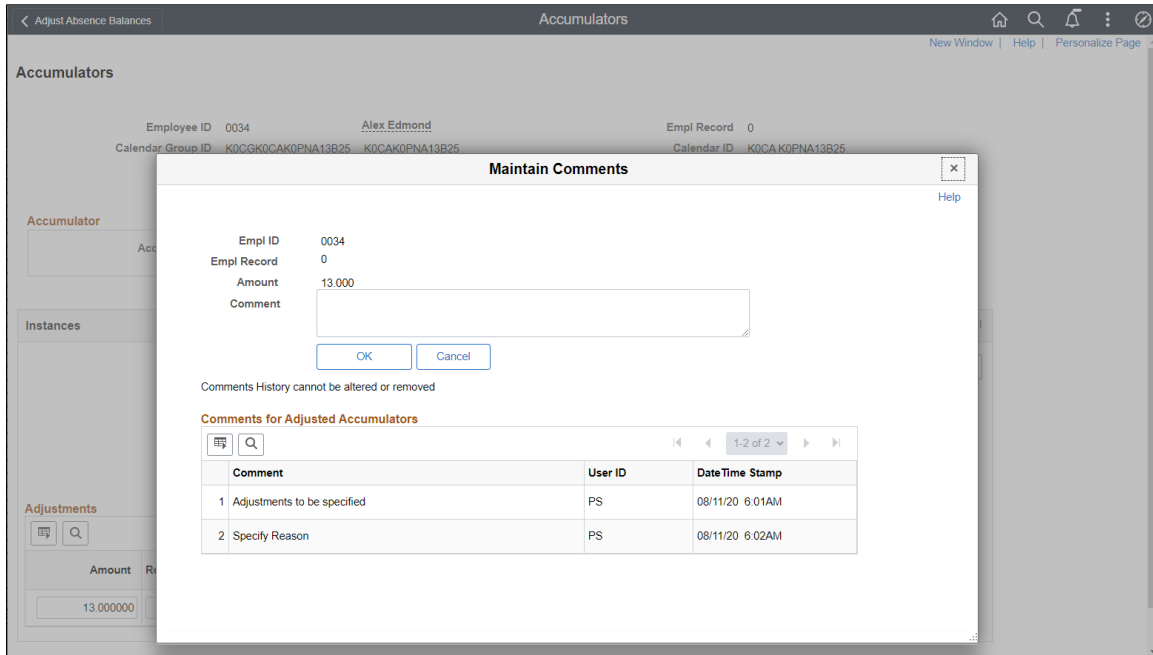 Adjust Absence Balances
Accumulators
New Window | Help | Personalize Page
Accumulators
Employee ID 0034 Alex Edmond Empl Record 0
Calendar Group ID K0CGK0CAK0PNA13B25 K0CAK0PNA13B25 Calendar ID K0CA K0PNA13B25
Maintain Comments
Help
Accumulator
Acc
Empl ID 0034
Empl Record 0
Amount 13.000
Comment
Instances
OK Cancel
Comments History cannot be altered or removed
Comments for Adjusted Accumulators
1-2 of 2
Comment User ID DateTime Stamp
1 Adjustments to be specified PS 08/11/20 6:01AM
2 Specify Reason PS 08/11/20 6:02AM
Adjustments
Amount Re
13.000000